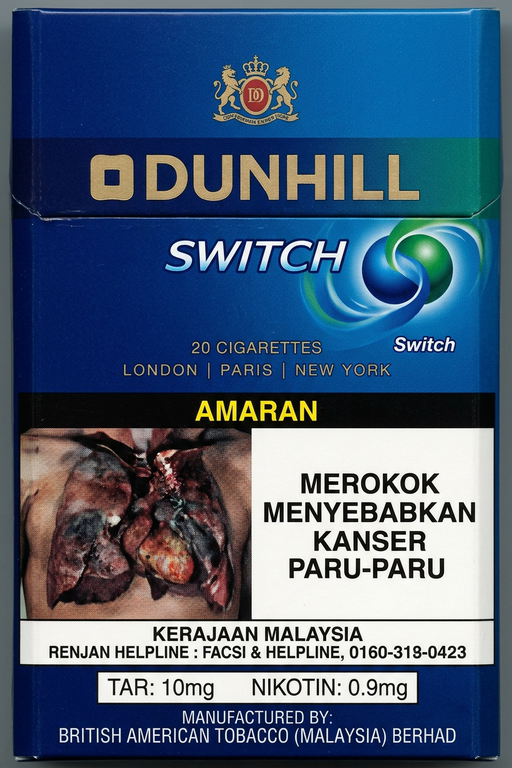 DUNHILL
SWITCH
Switch
20 CIGARETTES
LONDON | PARIS | NEW YORK
AMARAN
MEROKOK
MENYEBABKAN
KANSER
PARU-PARU
KERAJAAN MALAYSIA
RENJAN HELPLINE : FACSI & HELPLINE, 0160-318-0423
TAR: 10mg NIKOTIN: 0.9mg
MANUFACTURED BY:
BRITISH AMERICAN TOBACCO (MALAYSIA) BERHAD